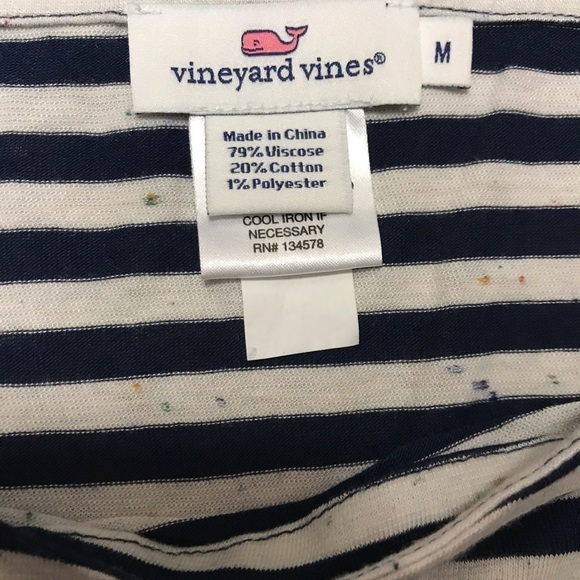 vineyard vines®
M
Made in China
79% Viscose
20% Cotton
1% Polyester
COOL IRON IF
NECESSARY
RN# 134578